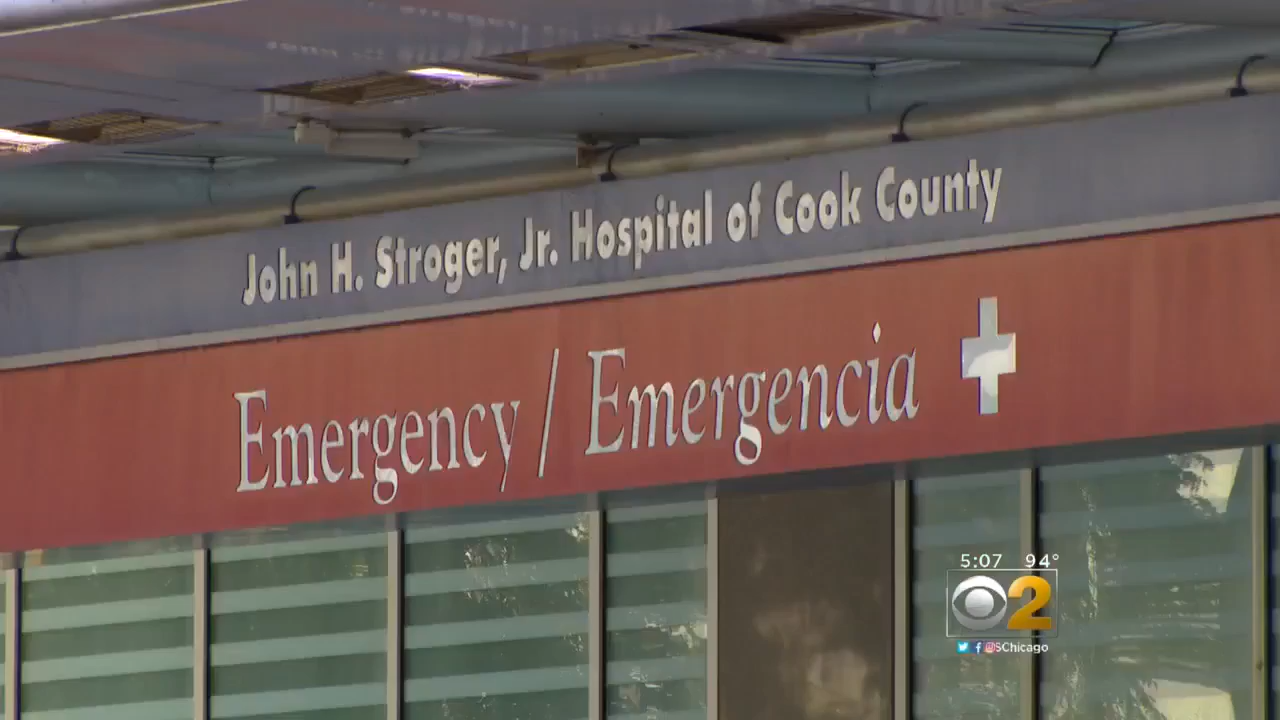 John H. Stroger, Jr. Hospital of Cook County
Emergency / Emergencia
5:07 94°
2
@CBSChicago